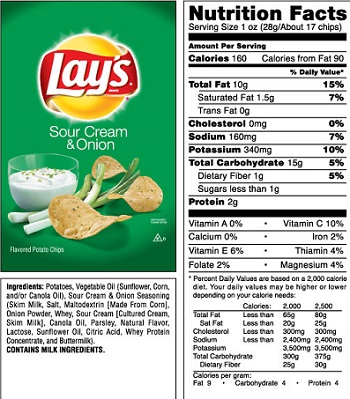 Lay's
Sour Cream
& Onion
Flavored Potato Chips
Ingredients: Potatoes, Vegetable Oil (Sunflower, Corn,
and/or Canola Oil), Sour Cream & Onion Seasoning
(Skim Milk, Salt, Maltodextrin [Made From Corn],
Onion Powder, Whey, Sour Cream [Cultured Cream,
Skim Milk], Canola Oil, Parsley, Natural Flavor,
Lactose, Sunflower Oil, Citric Acid, Whey Protein
Concentrate, and Buttermilk).
CONTAINS MILK INGREDIENTS.
Nutrition Facts
Serving Size 1 oz (28g/About 17 chips)
Amount Per Serving
Calories 160 Calories from Fat 90
% Daily Value*
Total Fat 10g 15%
Saturated Fat 1.5g 7%
Trans Fat 0g
Cholesterol 0mg 0%
Sodium 160mg 7%
Potassium 340mg 10%
Total Carbohydrate 15g 5%
Dietary Fiber 1g 5%
Sugars less than 1g
Protein 2g
Vitamin A 0% • Vitamin C 10%
Calcium 0% • Iron 2%
Vitamin E 6% • Thiamin 4%
Folate 2% • Magnesium 4%
* Percent Daily Values are based on a 2,000 calorie
diet. Your daily values may be higher or lower
depending on your calorie needs:
Calories: 2,000 2,500
Total Fat Less than 65g 80g
Sat Fat Less than 20g 25g
Cholesterol Less than 300mg 300mg
Sodium Less than 2,400mg 2,400mg
Potassium 3,500mg 3,500mg
Total Carbohydrate 300g 375g
Dietary Fiber 25g 30g
Calories per gram:
Fat 9 • Carbohydrate 4 • Protein 4